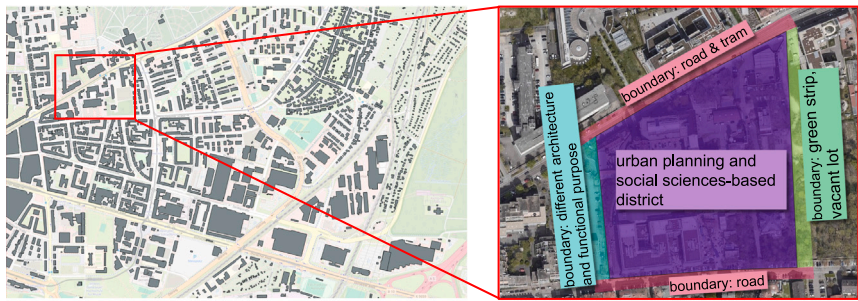 boundary: road & tram
boundary: different architecture
and functional purpose
urban planning and
social sciences-based
district
boundary: green strip,
vacant lot
boundary: road